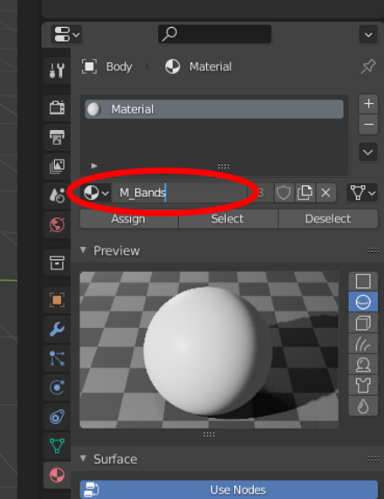 Body > Material
Material
M_Bands 3
Assign Select Deselect
Preview
Surface
Use Nodes